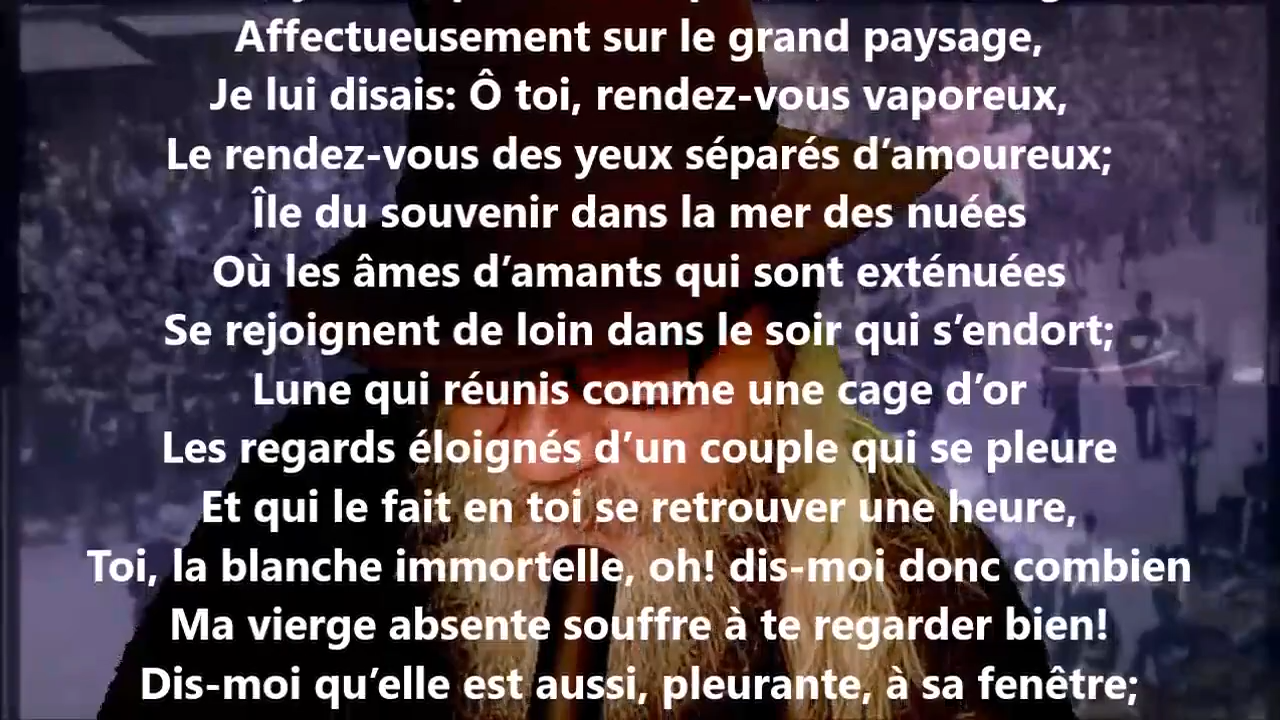 Affectueusement sur le grand paysage,
Je lui disais: Ô toi, rendez-vous vaporeux,
Le rendez-vous des yeux séparés d’amoureux;
Île du souvenir dans la mer des nuées
Où les âmes d’amants qui sont exténuées
Se rejoignent de loin dans le soir qui s’endort;
Lune qui réunis comme une cage d’or
Les regards éloignés d’un couple qui se pleure
Et qui le fait en toi se retrouver une heure,
Toi, la blanche immortelle, oh! dis-moi donc combien
Ma vierge absente souffre à te regarder bien!
Dis-moi qu’elle est aussi, pleurante, à sa fenêtre;